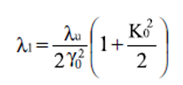 λ₁ = λᵤ / 2γ₀² (1 + K₀² / 2)